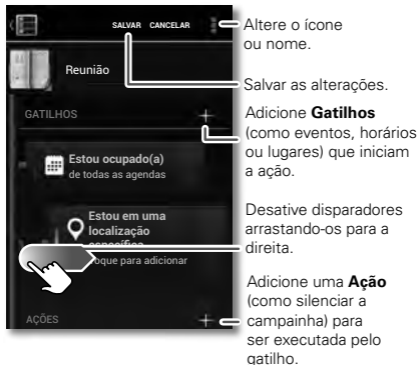 SALVAR CANCELAR
Reunião
GATILHOS
Estou ocupado(a)
de todas as agendas
Estou em uma
localização
específica
oque para adicionar
AÇÕES
Altere o ícone
ou nome.
Salvar as alterações.
Adicione Gatilhos
(como eventos, horários
ou lugares) que iniciam
a ação.
Desative disparadores
arrastando-os para a
direita.
Adicione uma Ação
(como silenciar a
campainha) para
ser executada pelo
gatilho.